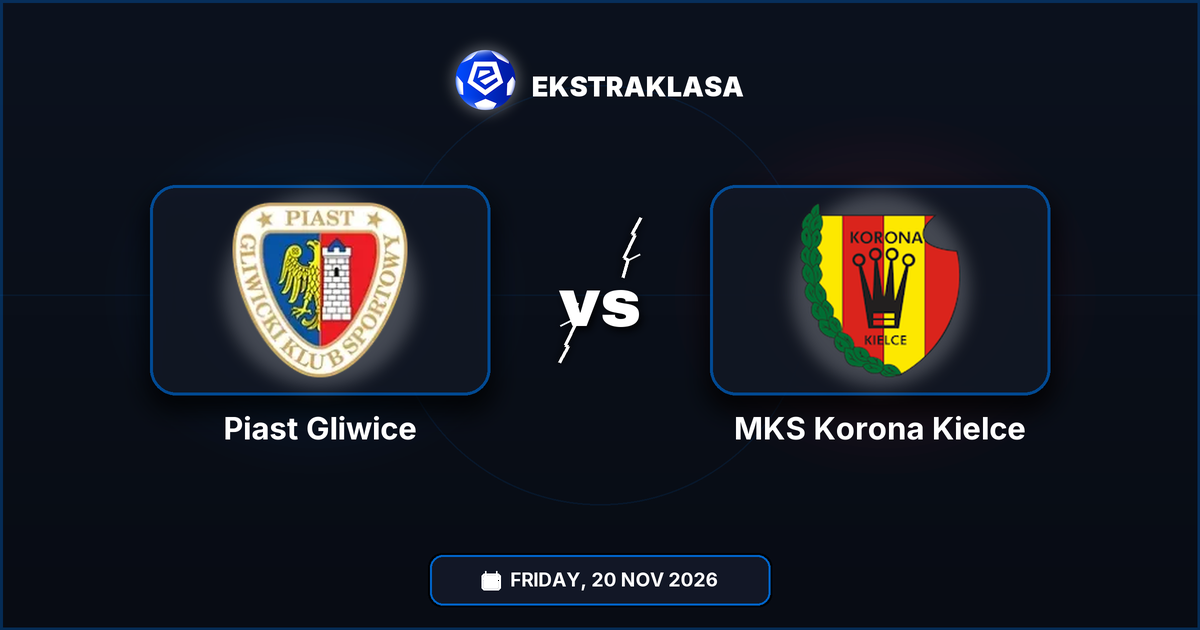 EKSTRAKLASA
PIAST
GLIWICKI KLUB SPORTOWY
KORONA
KIELCE
vs
Piast Gliwice
MKS Korona Kielce
FRIDAY, 20 NOV 2026